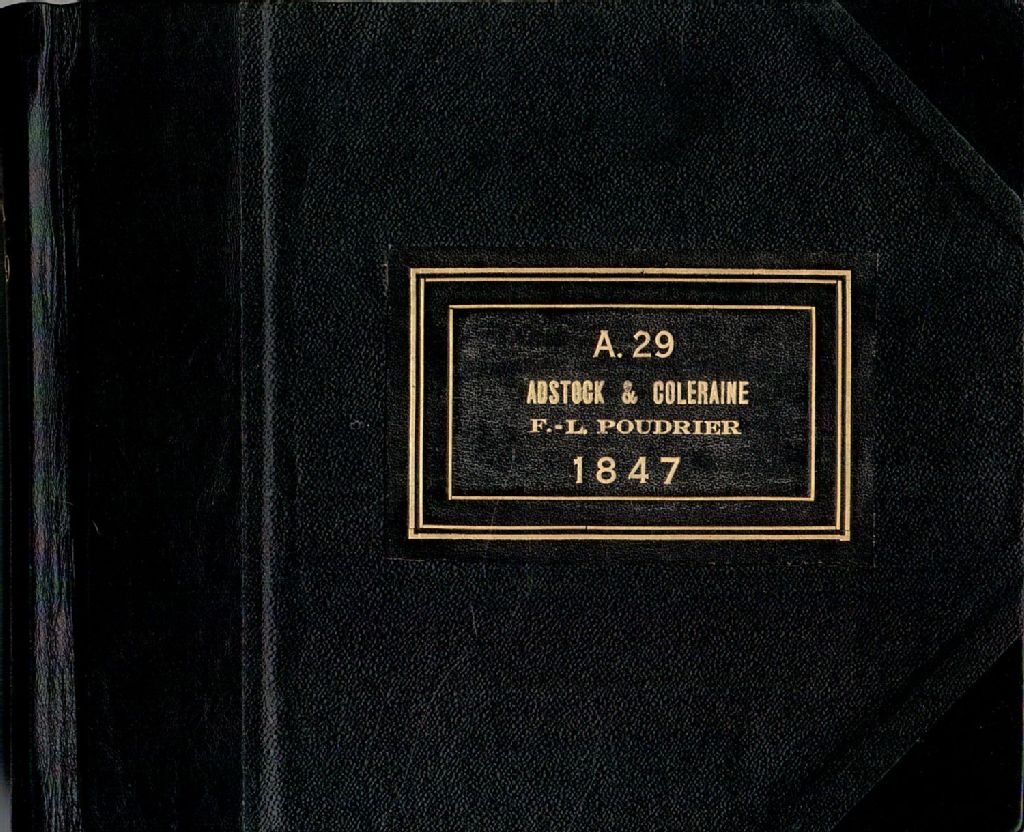 A. 29
ADSTOCK & COLERAINE
F.-L. POUDRIER
1847